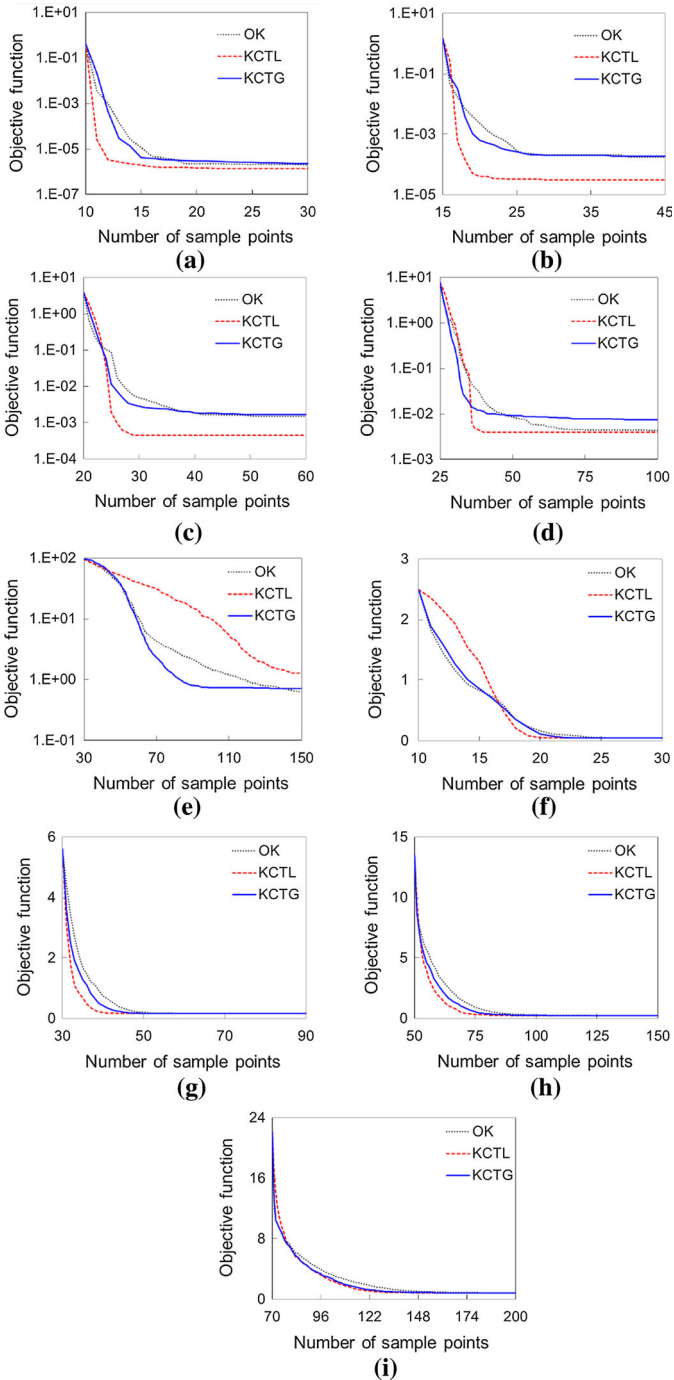 1.E+01
1.E-01
1.E-03
1.E-05
1.E-07
Objective function
OK
KCTL
KCTG
10 15 20 25 30
Number of sample points
(a)
1.E+01
1.E-01
1.E-03
1.E-05
Objective function
OK
KCTL
KCTG
15 25 35 45
Number of sample points
(b)
1.E+01
1.E+00
1.E-01
1.E-02
1.E-03
1.E-04
Objective function
OK
KCTL
KCTG
20 30 40 50 60
Number of sample points
(c)
1.E+01
1.E+00
1.E-01
1.E-02
1.E-03
Objective function
OK
KCTL
KCTG
25 50 75 100
Number of sample points
(d)
1.E+02
1.E+01
1.E+00
1.E-01
Objective function
OK
KCTL
KCTG
30 70 110 150
Number of sample points
(e)
3
2
1
0
Objective function
OK
KCTL
KCTG
10 15 20 25 30
Number of sample points
(f)
6
4
2
0
Objective function
OK
KCTL
KCTG
30 50 70 90
Number of sample points
(g)
15
10
5
0
Objective function
OK
KCTL
KCTG
50 75 100 125 150
Number of sample points
(h)
24
16
8
0
Objective function
OK
KCTL
KCTG
70 96 122 148 174 200
Number of sample points
(i)